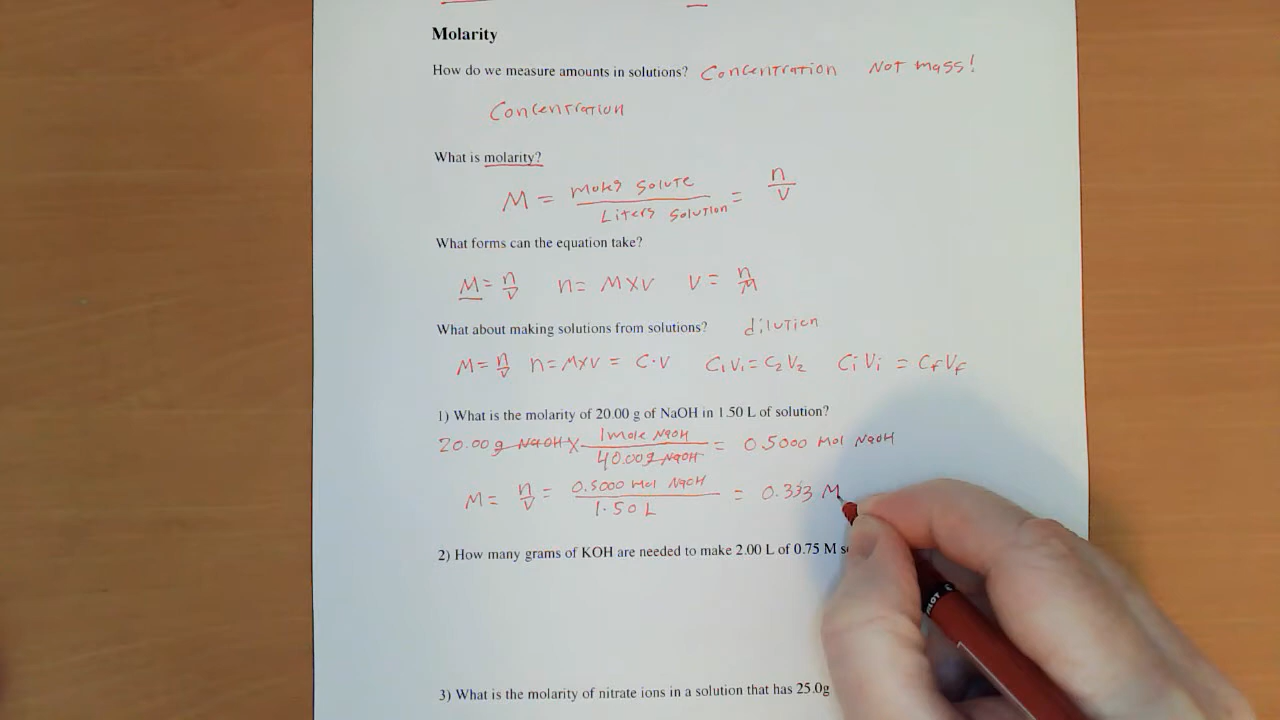 Molarity
How do we measure amounts in solutions? Concentration Not mass!
Concentration
What is molarity?
M = moles solute / Liters solution = n / V
What forms can the equation take?
M = n / V n = M x V V = n / M
What about making solutions from solutions? dilution
M = n / V n = M x V = C · V C₁V₁ = C₂V₂ CᵢVᵢ = CfVf
1) What is the molarity of 20.00 g of NaOH in 1.50 L of solution?
20.00 g NaOH x 1 mole NaOH / 40.00 g NaOH = 0.5000 mol NaOH
M = n / V = 0.5000 mol NaOH / 1.50 L = 0.333 M
2) How many grams of KOH are needed to make 2.00 L of 0.75 M
3) What is the molarity of nitrate ions in a solution that has 25.0g
PILOT